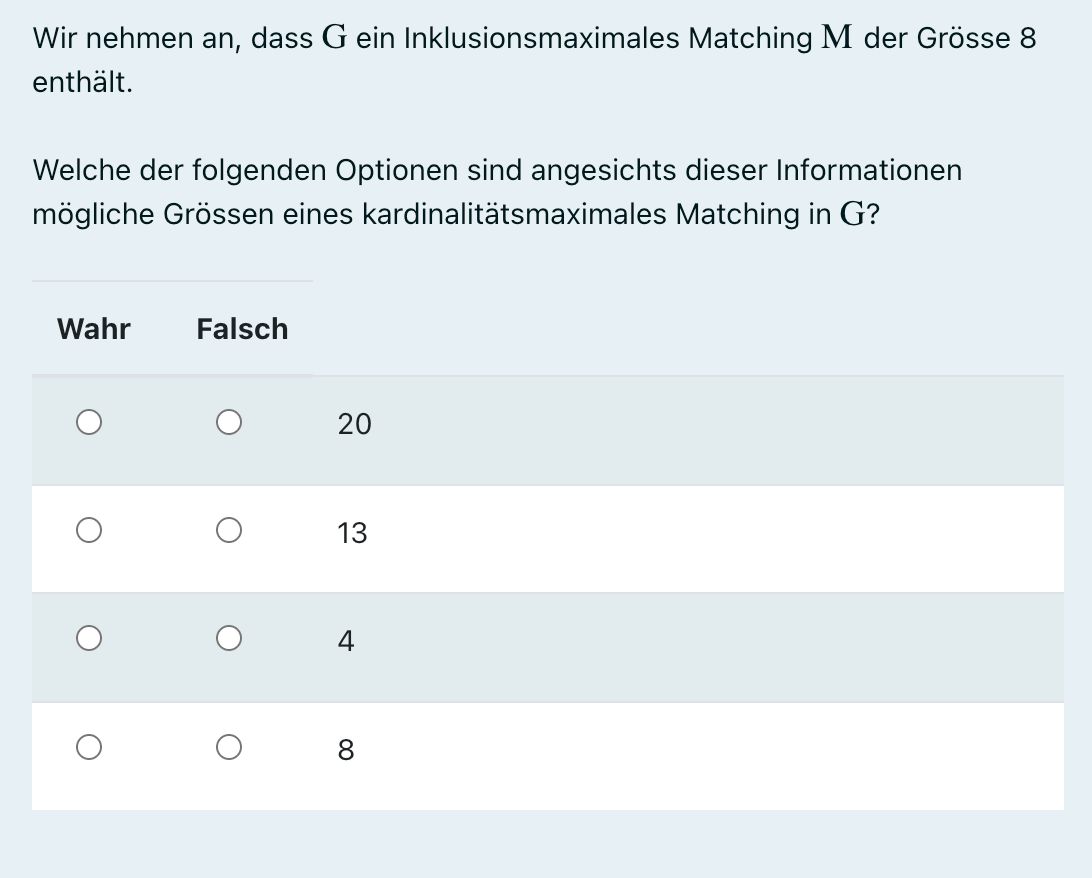 Wir nehmen an, dass G ein Inklusionsmaximales Matching M der Grösse 8
enthält.
Welche der folgenden Optionen sind angesichts dieser Informationen
mögliche Grössen eines kardinalitätsmaximales Matching in G?
Wahr Falsch
20
13
4
8